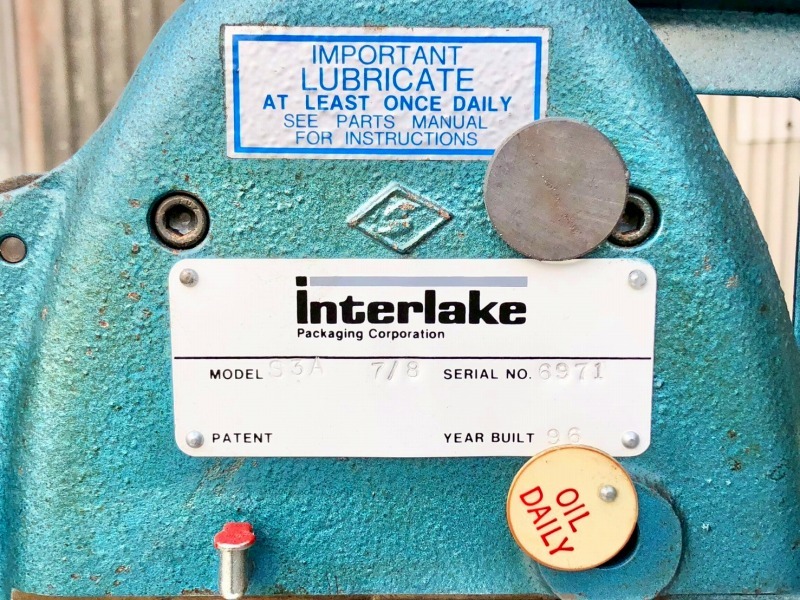 IMPORTANT
LUBRICATE
AT LEAST ONCE DAILY
SEE PARTS MANUAL
FOR INSTRUCTIONS
interlake
Packaging Corporation
MODEL S3A 7/8 SERIAL NO. 6971
PATENT YEAR BUILT 96
OIL
DAILY